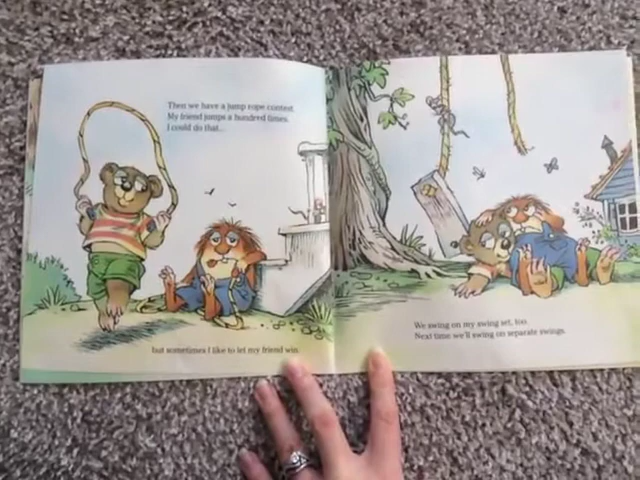 Then we have a jump rope contest.
My friend jumps a hundred times.
I could do that...
but sometimes I like to let my friend win.
We swing on my swing set, too.
Next time we'll swing on separate swings.